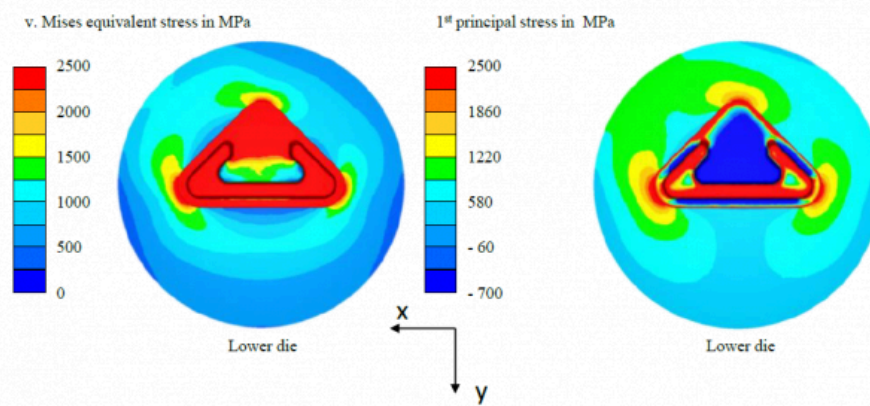 v. Mises equivalent stress in MPa
2500
2000
1500
1000
500
0
Lower die
1st principal stress in MPa
2500
1860
1220
580
- 60
- 700
Lower die
x
y